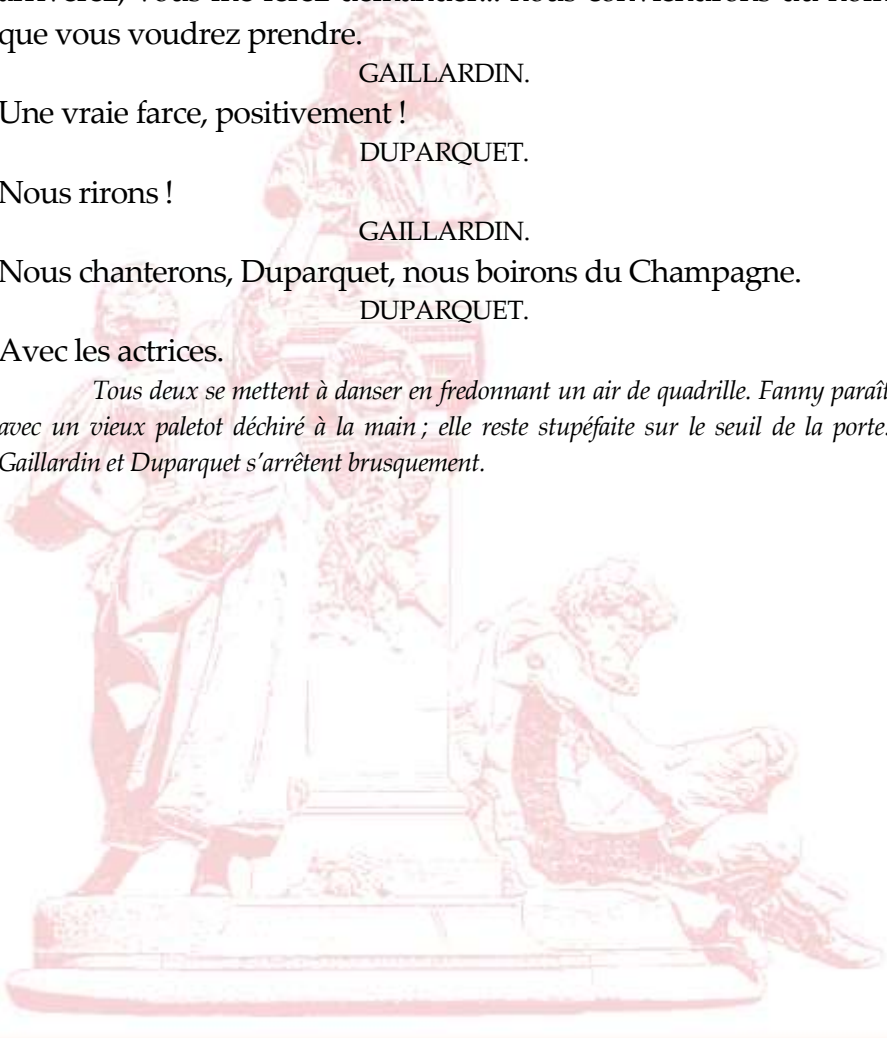 que vous voudrez prendre.
GAILLARDIN.
Une vraie farce, positivement !
DUPARQUET.
Nous rirons !
GAILLARDIN.
Nous chanterons, Duparquet, nous boirons du Champagne.
DUPARQUET.
Avec les actrices.
Tous deux se mettent à danser en fredonnant un air de quadrille. Fanny paraît
avec un vieux paletot déchiré à la main ; elle reste stupéfaite sur le seuil de la porte.
Gaillardin et Duparquet s’arrêtent brusquement.